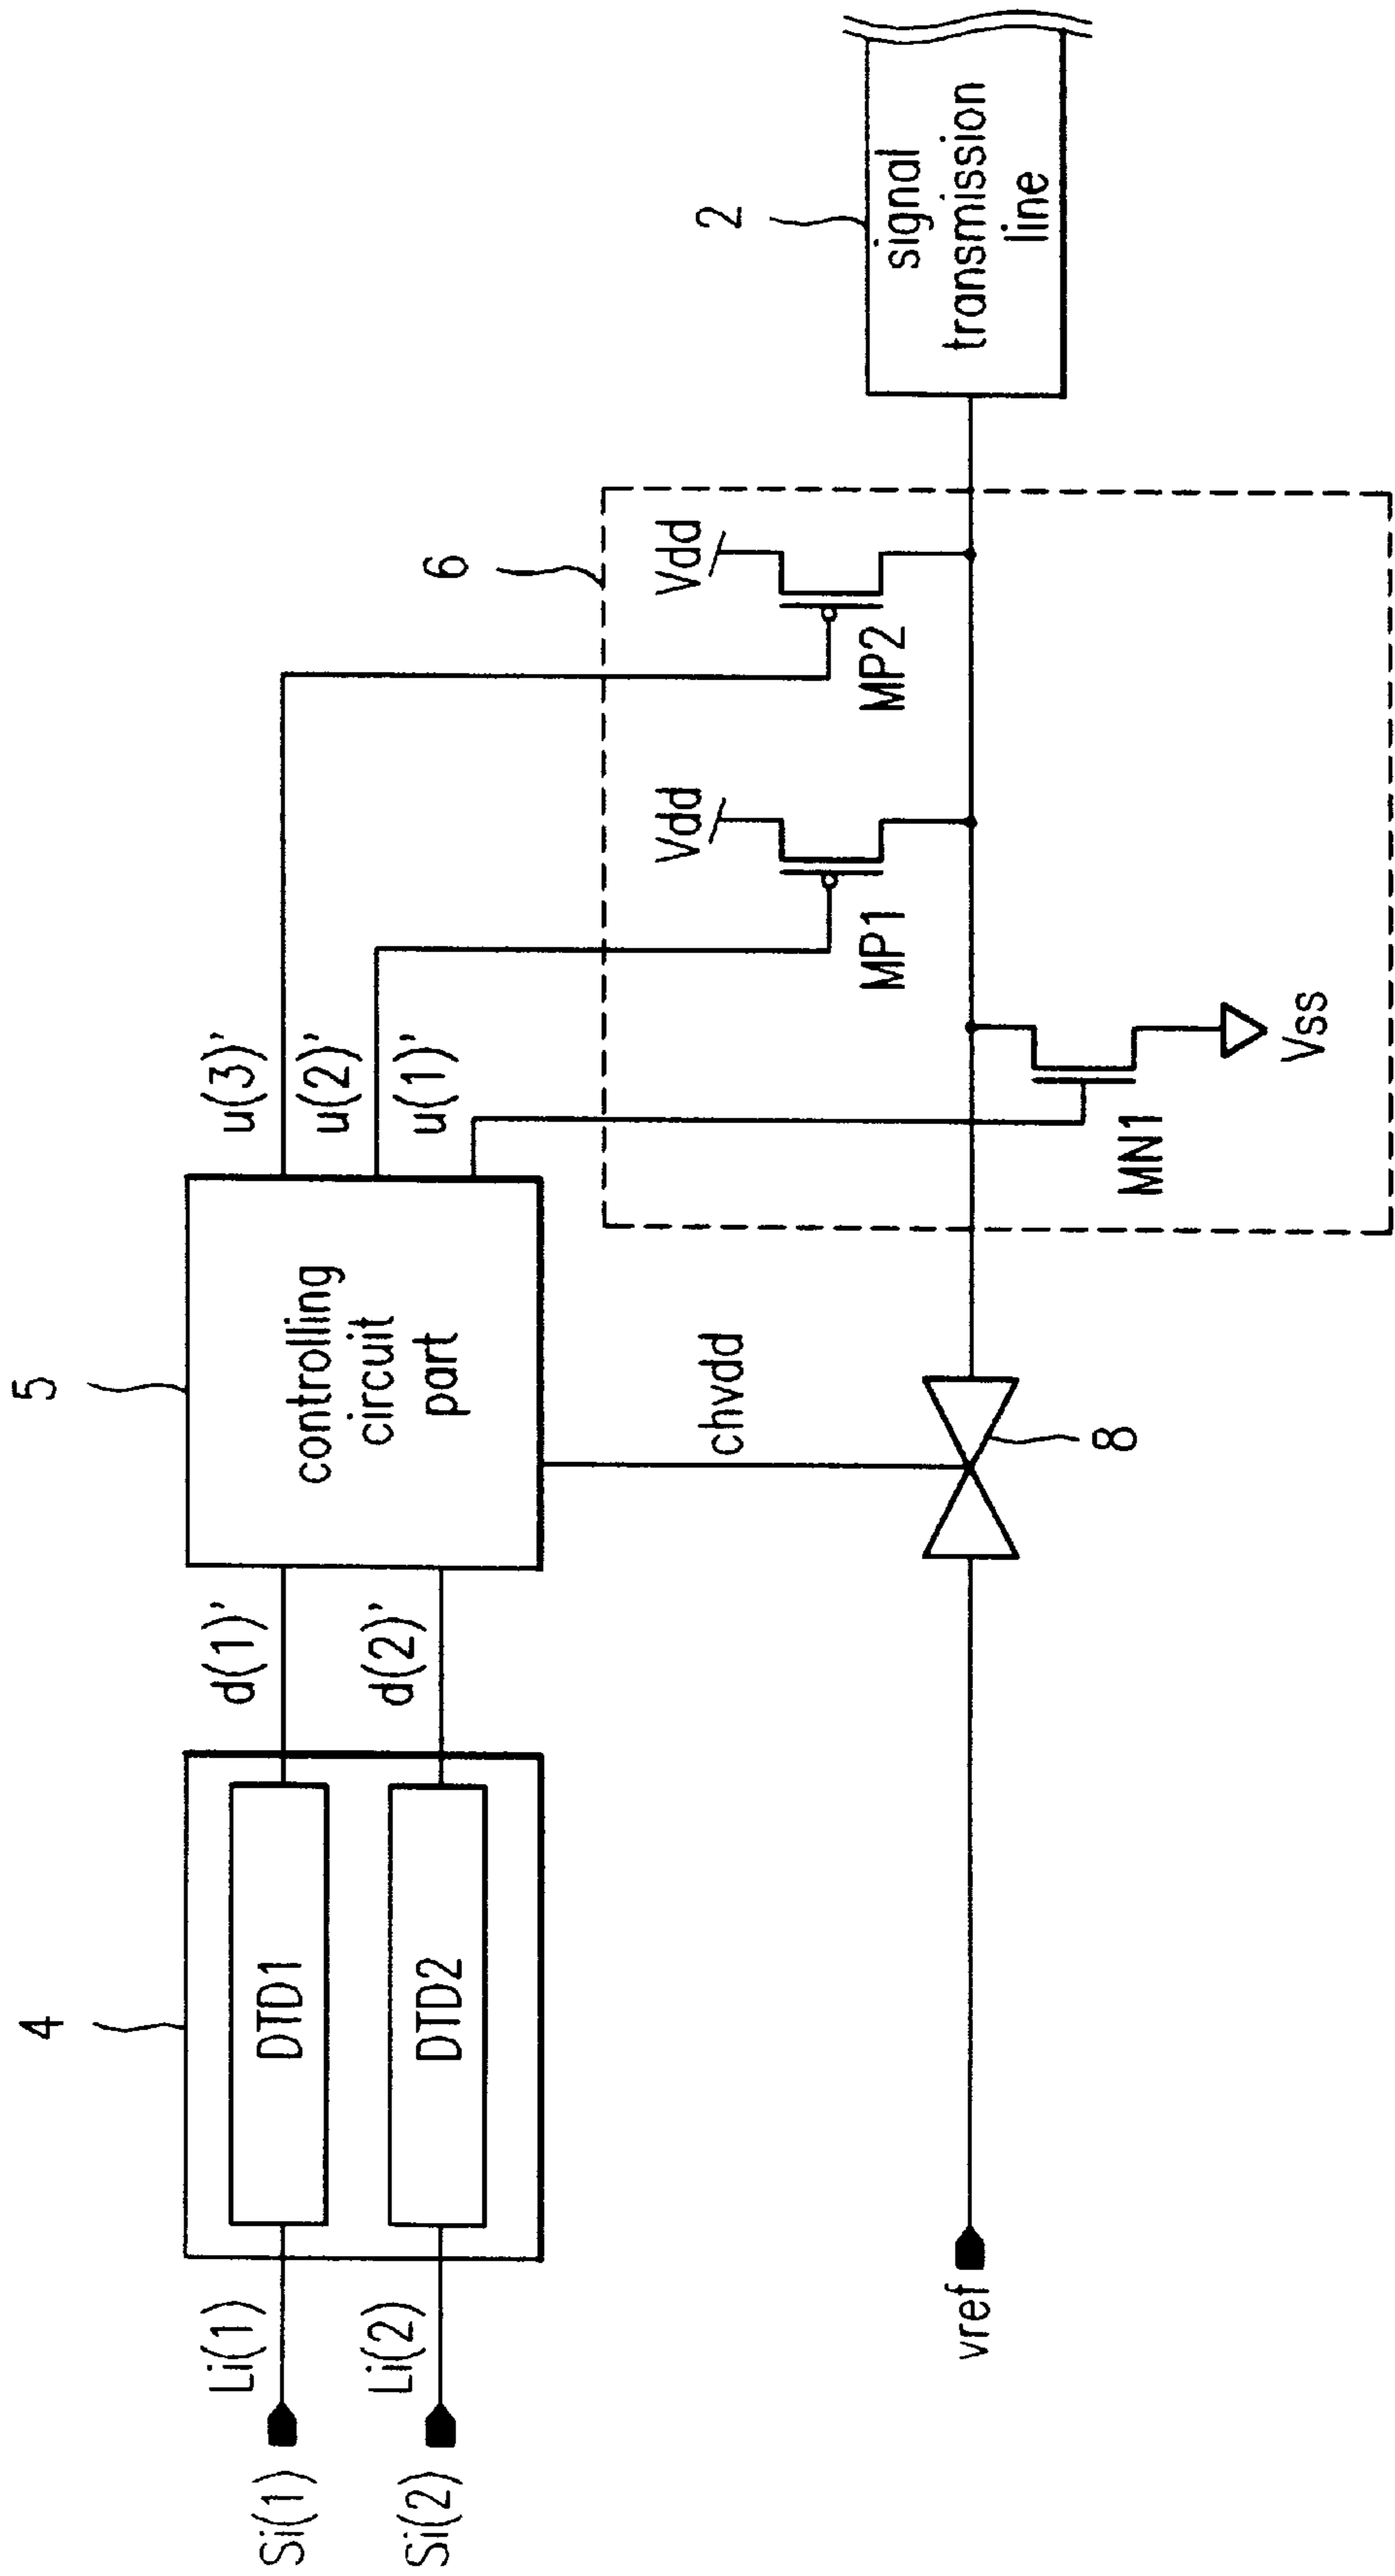 4
5
Si(1)
Li(1)
DTD1
d(1)'
controlling
circuit
part
u(3)'
u(2)'
u(1)'
Si(2)
Li(2)
DTD2
d(2)'
chvdd
6
Vdd
Vdd
MP1
MP2
2
signal
transmission
line
vref
8
MN1
Vss